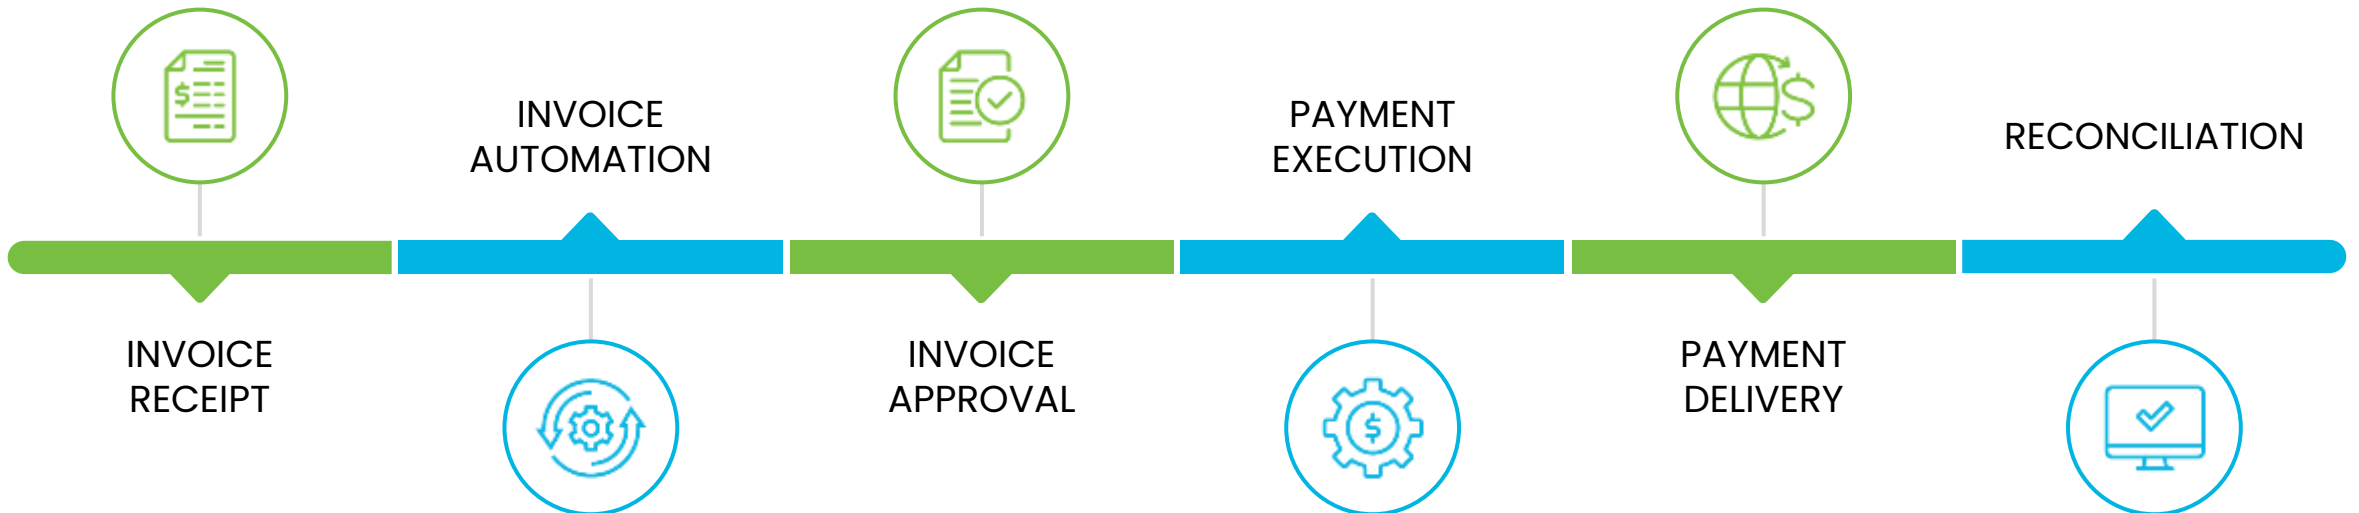 INVOICE
RECEIPT
INVOICE
AUTOMATION
INVOICE
APPROVAL
PAYMENT
EXECUTION
PAYMENT
DELIVERY
RECONCILIATION
$
$
$